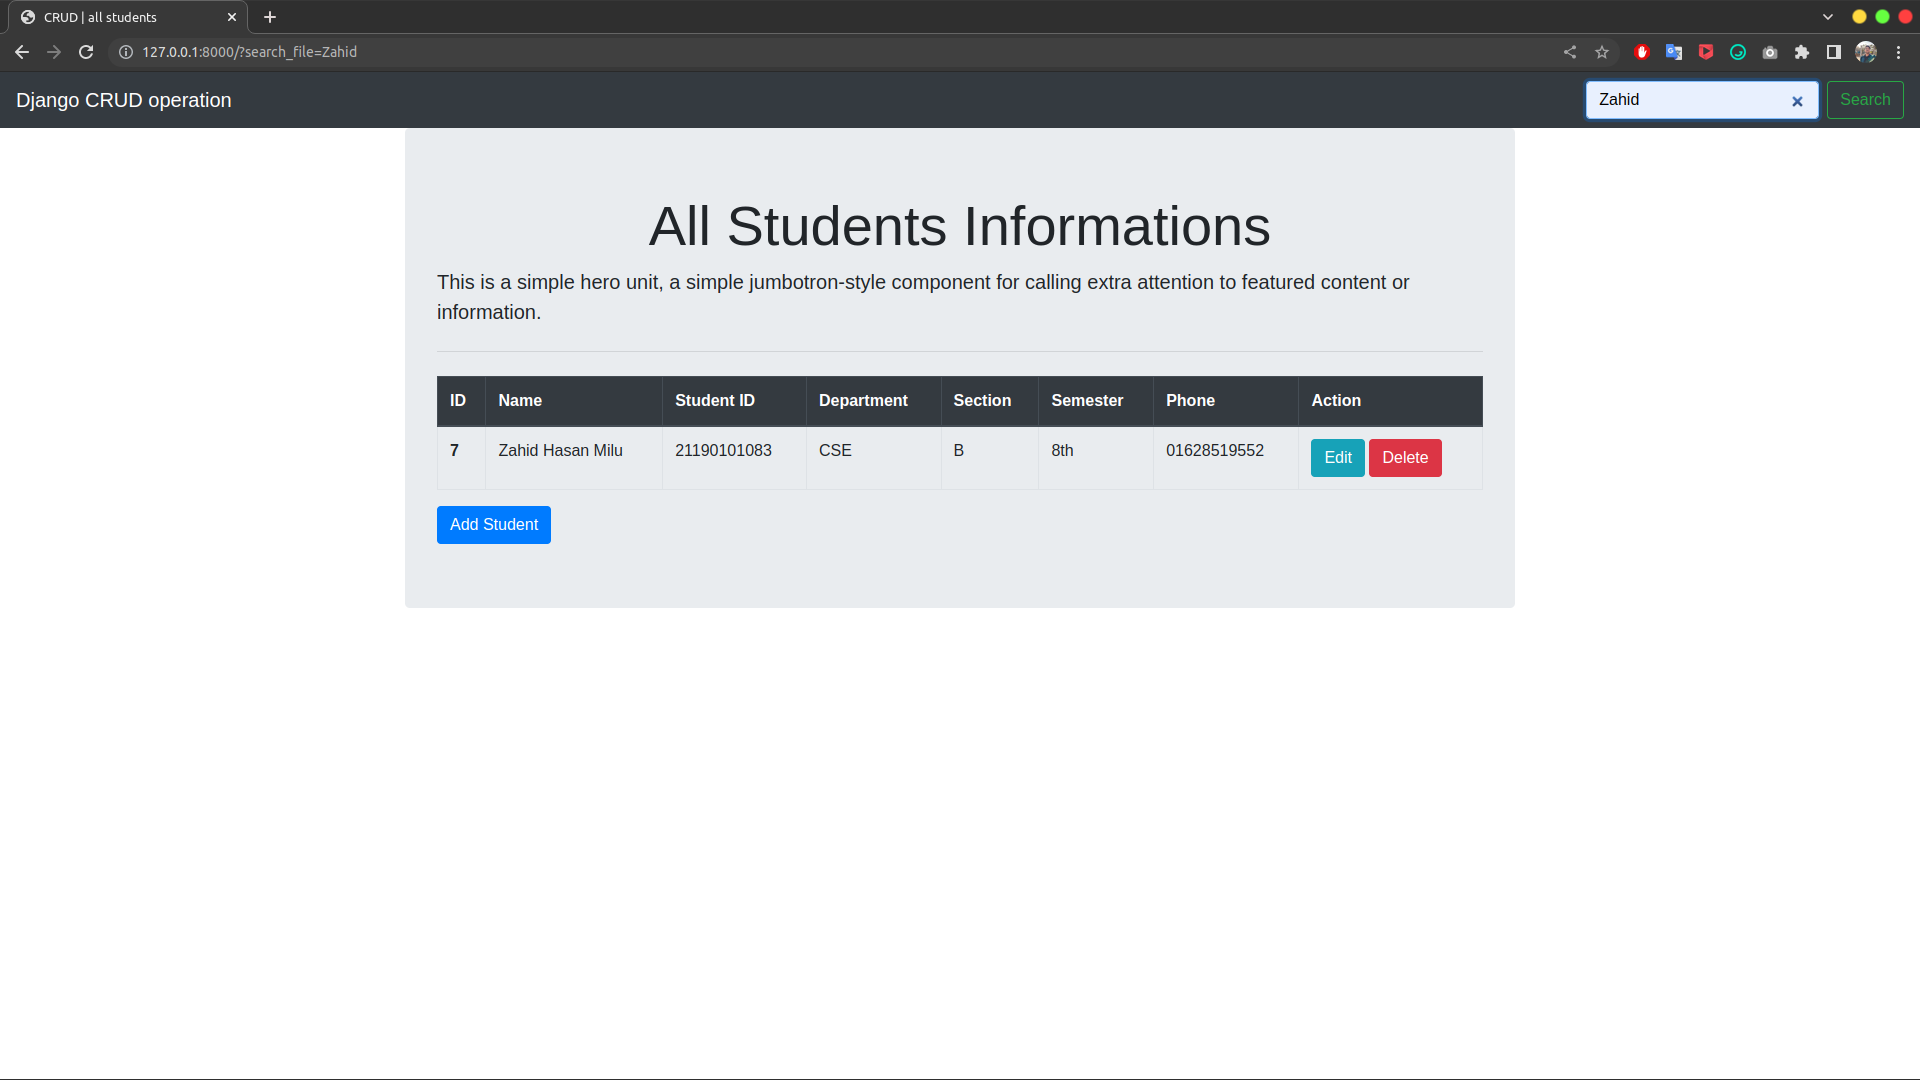 CRUD | all students
127.0.0.1:8000/?search_file=Zahid
Django CRUD operation
Zahid
Search
All Students Informations
This is a simple hero unit, a simple jumbotron-style component for calling extra attention to featured content or
information.
ID Name Student ID Department Section Semester Phone Action
7 Zahid Hasan Milu 21190101083 CSE B 8th 01628519552 Edit Delete
Add Student